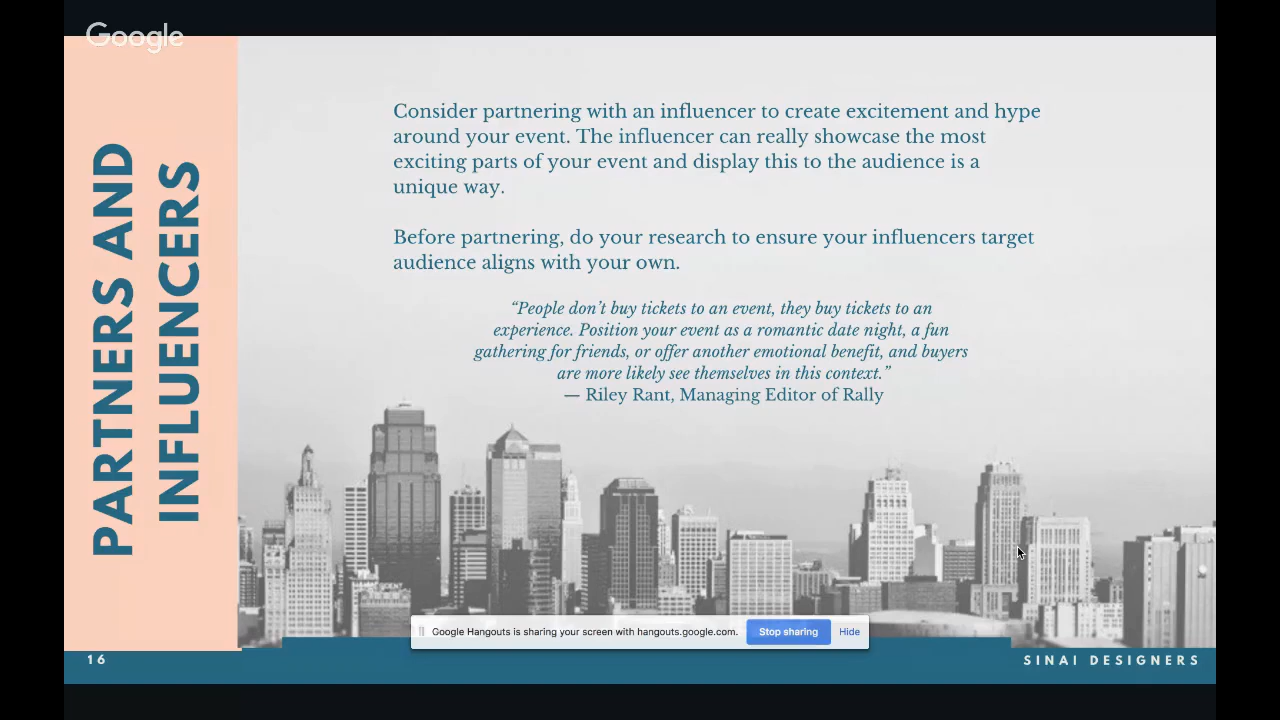 Google
PARTNERS AND
INFLUENCERS
Consider partnering with an influencer to create excitement and hype
around your event. The influencer can really showcase the most
exciting parts of your event and display this to the audience is a
unique way.
Before partnering, do your research to ensure your influencers target
audience aligns with your own.
“People don’t buy tickets to an event, they buy tickets to an
experience. Position your event as a romantic date night, a fun
gathering for friends, or offer another emotional benefit, and buyers
are more likely see themselves in this context.”
— Riley Rant, Managing Editor of Rally
Google Hangouts is sharing your screen with hangouts.google.com. Stop sharing Hide
16 SINAI DESIGNERS